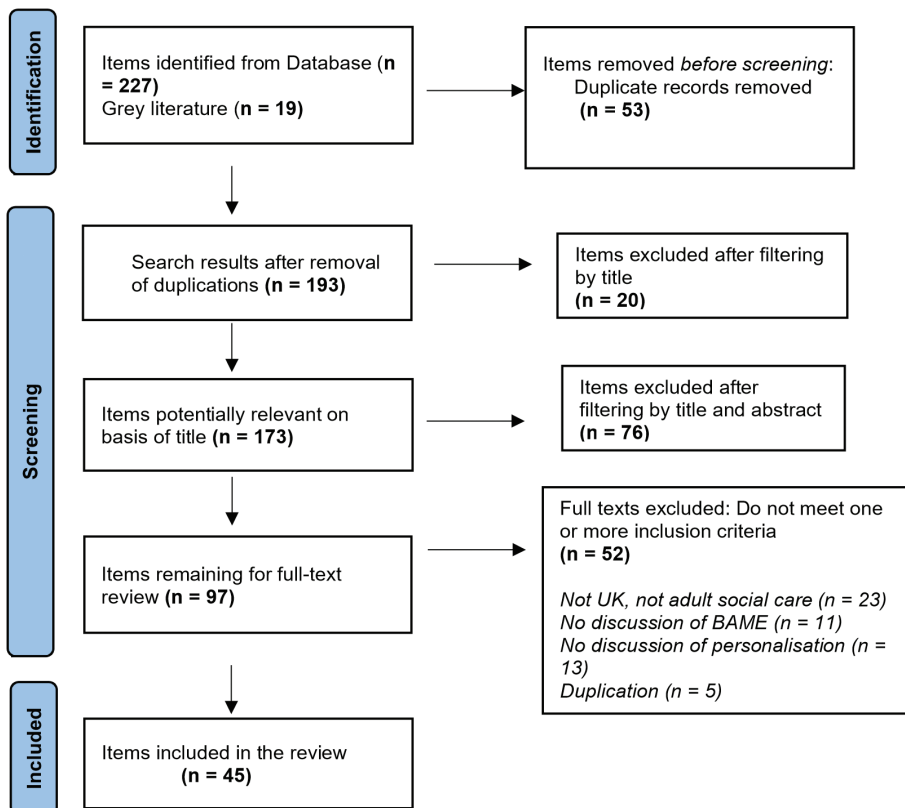 Identification
Items identified from Database (n
= 227)
Grey literature (n = 19)
Items removed before screening:
Duplicate records removed
(n = 53)
Screening
Search results after removal
of duplications (n = 193)
Items excluded after filtering
by title
(n = 20)
Items potentially relevant on
basis of title (n = 173)
Items excluded after
filtering by title and abstract
(n = 76)
Items remaining for full-text
review (n = 97)
Full texts excluded: Do not meet one
or more inclusion criteria
(n = 52)
Not UK, not adult social care (n = 23)
No discussion of BAME (n = 11)
No discussion of personalisation (n =
13)
Duplication (n = 5)
Included
Items included in the review
(n = 45)